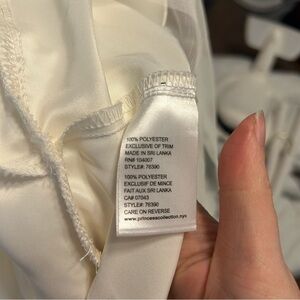 100% POLYESTER
EXCLUSIVE OF TRIM
MADE IN SRI LANKA
RN# 104007
STYLE#: 76390
100% POLYESTER
EXCLUSIF DE MINCE
FAIT AUX SRI LANKA
CA# 07043
STYLE#: 76390
CARE ON REVERSE
www.princesscollection.nyc